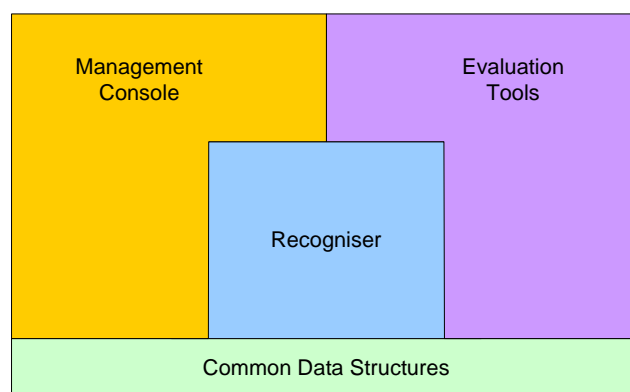 Management
Console
Evaluation
Tools
Recogniser
Common Data Structures